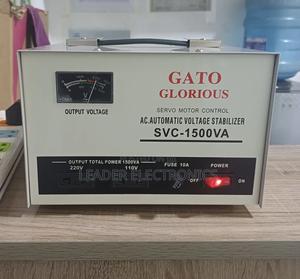 GATO
GLORIOUS
SERVO MOTOR CONTROL
AC.AUTOMATIC VOLTAGE STABILIZER
SVC-1500VA
OUTPUT VOLTAGE
V
OUTPUT TOTAL POWER 1500VA
220V 110V
FUSE 10A
POWER
OFF ON
LEADER ELECTRONICS